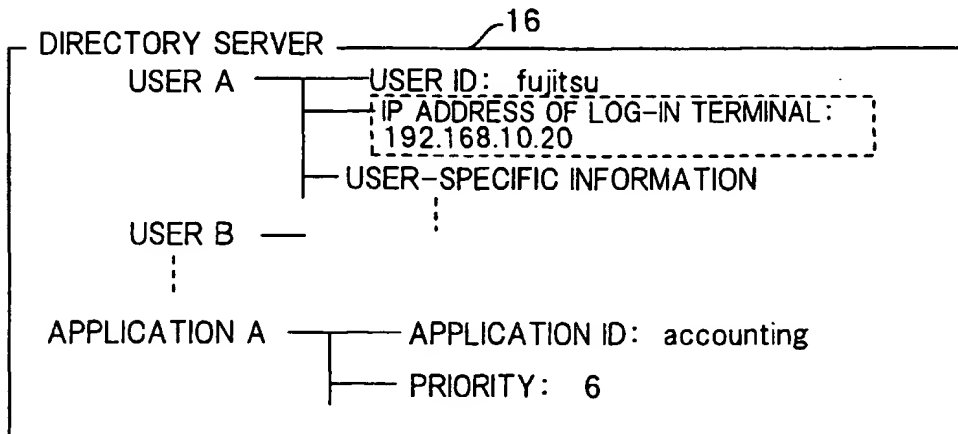 16
DIRECTORY SERVER
USER A
USER ID: fujitsu
IP ADDRESS OF LOG-IN TERMINAL:
192.168.10.20
USER-SPECIFIC INFORMATION
USER B
APPLICATION A
APPLICATION ID: accounting
PRIORITY: 6